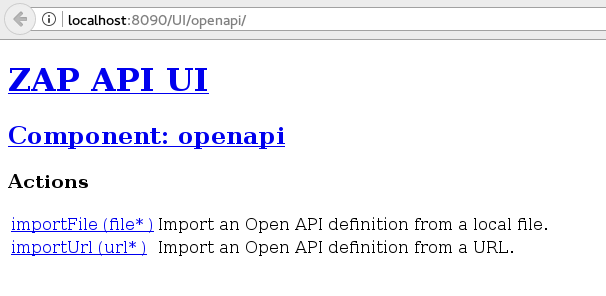 localhost:8090/UI/openapi/
ZAP API UI
Component: openapi
Actions
importFile (file* ) Import an Open API definition from a local file.
importUrl (url* ) Import an Open API definition from a URL.